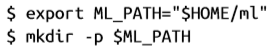 $ export ML_PATH="$HOME/ml"
$ mkdir -p $ML_PATH